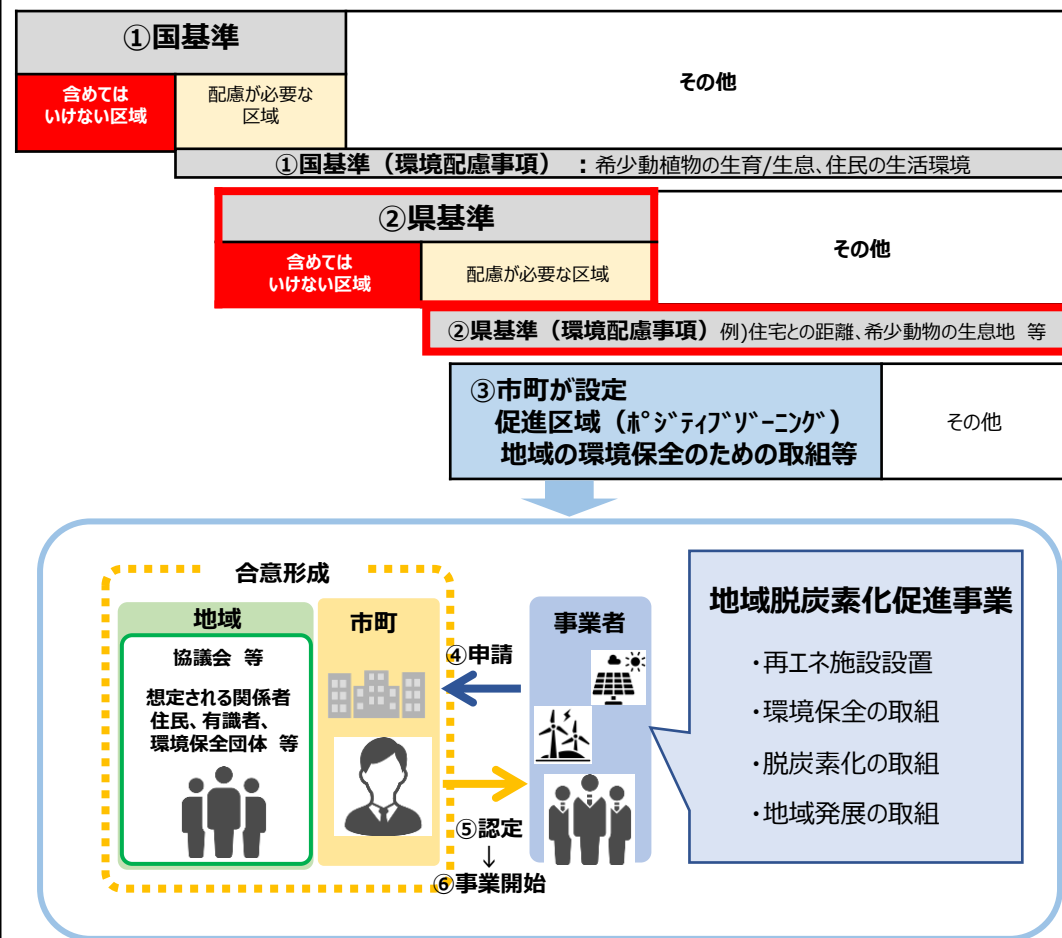 ①国基準
その他
含めては
いけない区域
配慮が必要な
区域
①国基準（環境配慮事項）：希少動植物の生育/生息、住民の生活環境
②県基準
その他
含めては
いけない区域
配慮が必要な区域
②県基準（環境配慮事項）例)住宅との距離、希少動物の生息地 等
③市町が設定
促進区域（ﾎﾟｼﾞﾃｨﾌﾞｿﾞｰﾆﾝｸﾞ）
地域の環境保全のための取組等
その他
合意形成
地域
協議会 等
想定される関係者
住民、有識者、
環境保全団体 等
市町
④申請
⑤認定
↓
⑥事業開始
事業者
地域脱炭素化促進事業
・再エネ施設設置
・環境保全の取組
・脱炭素化の取組
・地域発展の取組